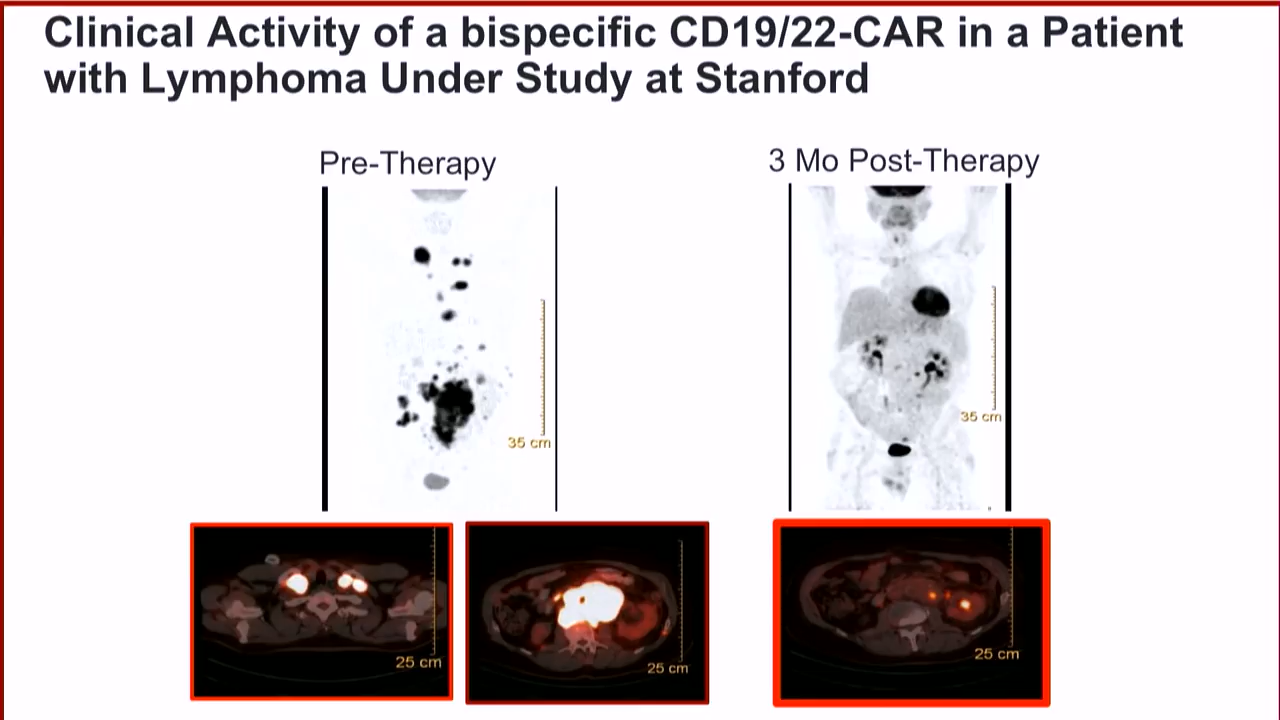 Clinical Activity of a bispecific CD19/22-CAR in a Patient
with Lymphoma Under Study at Stanford
Pre-Therapy
3 Mo Post-Therapy
35 cm
35 cm
25 cm
25 cm
25 cm